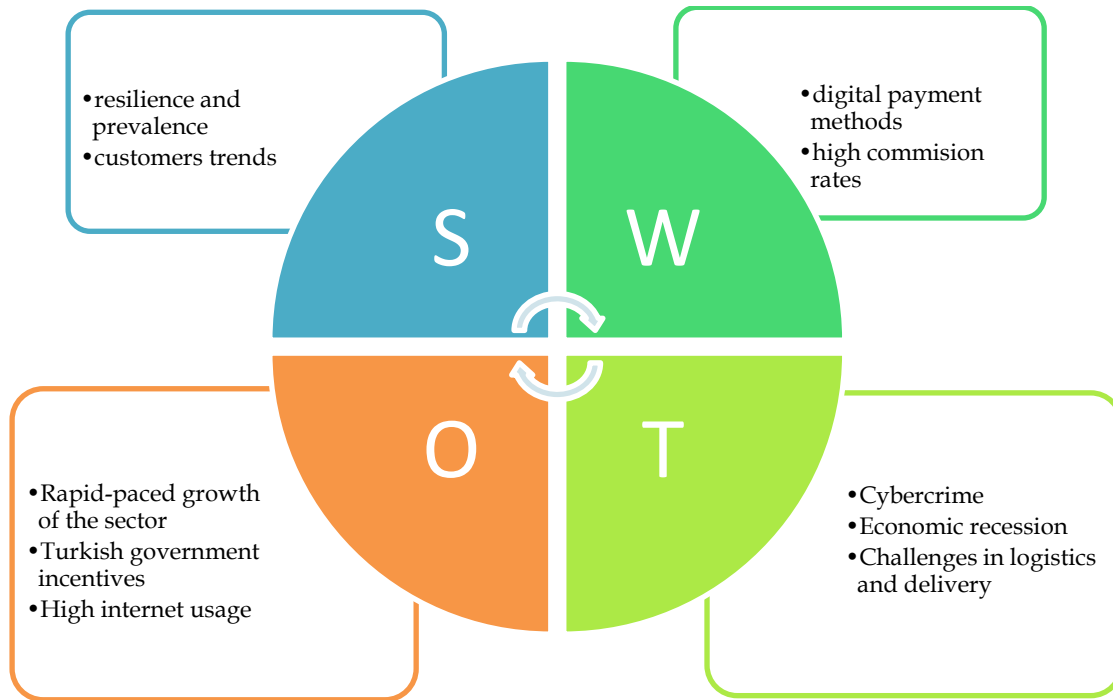 •resilience and
prevalence
•customers trends
S
•digital payment
methods
•high commision
rates
W
•Rapid-paced growth
of the sector
•Turkish government
incentives
•High internet usage
O
•Cybercrime
•Economic recession
•Challenges in logistics
and delivery
T